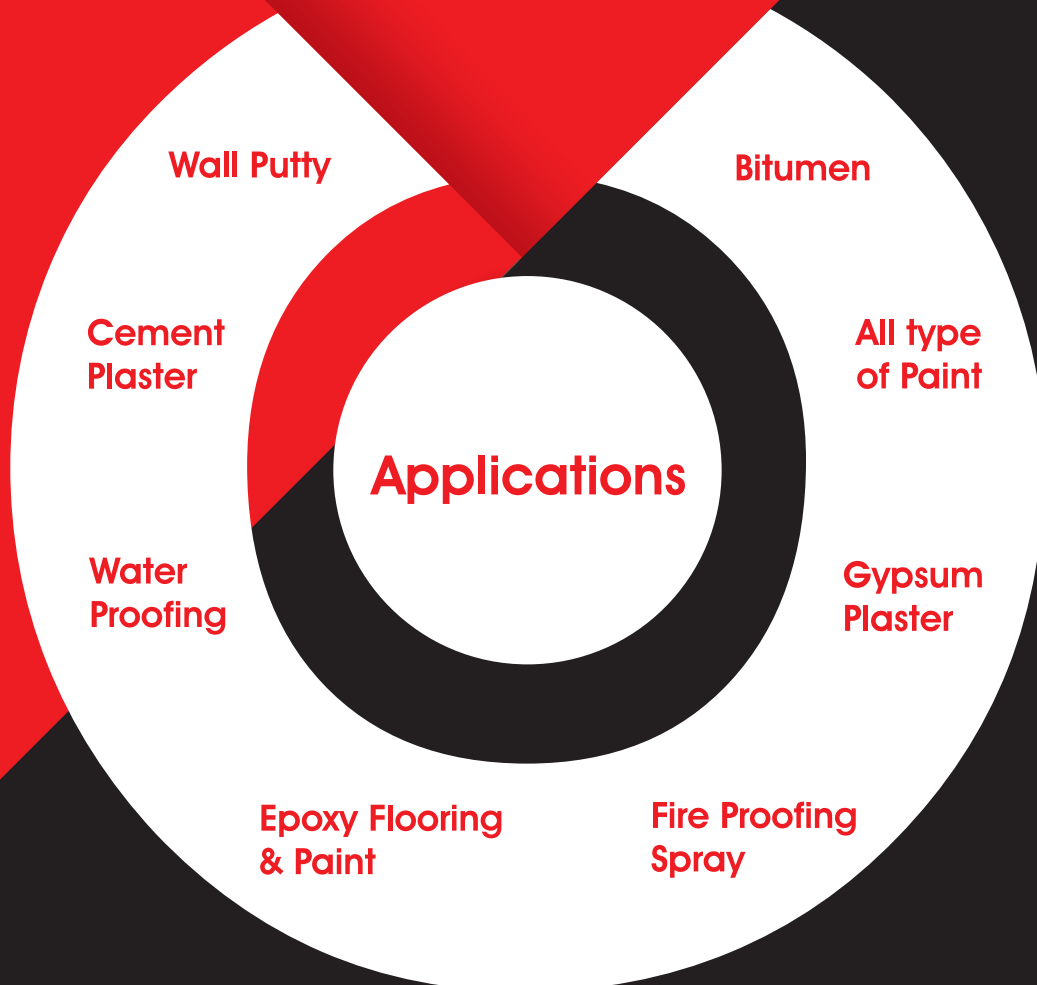 Wall Putty
Bitumen
Cement
Plaster
All type
of Paint
Applications
Water
Proofing
Gypsum
Plaster
Epoxy Flooring
& Paint
Fire Proofing
Spray